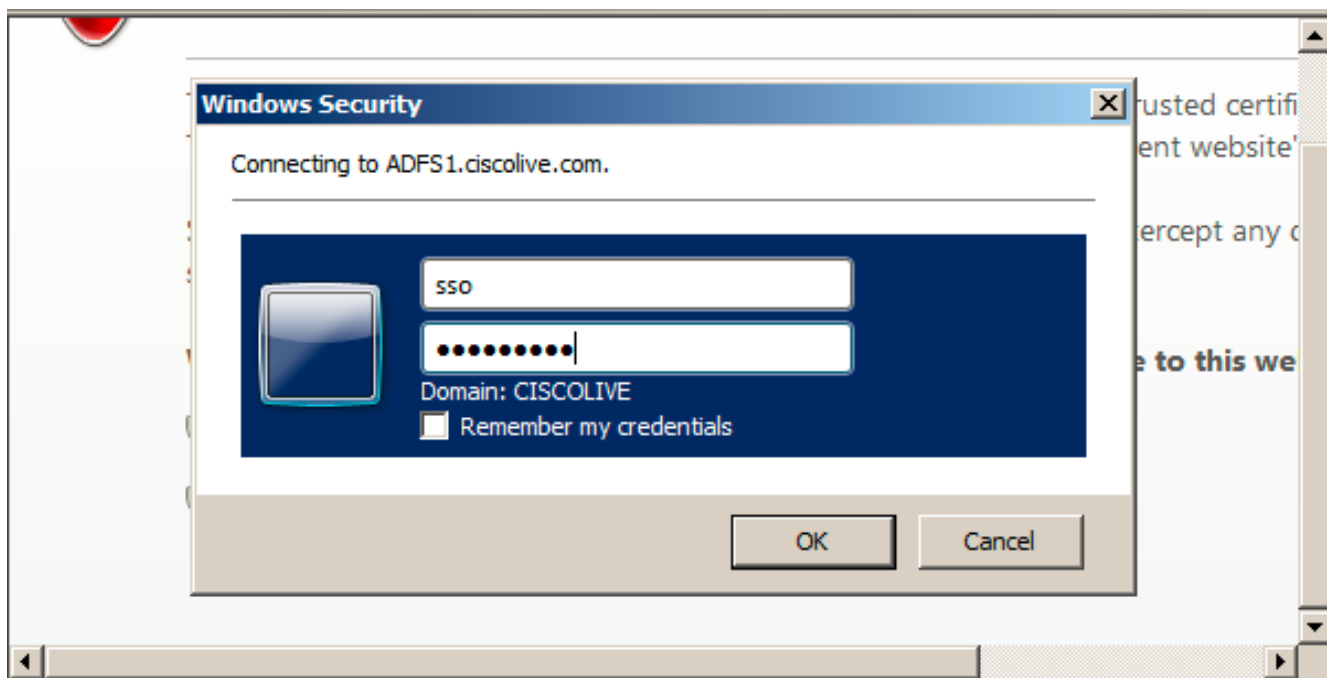 Windows Security
rusted certifi
Connecting to ADFS1.ciscolive.com.
ent website'
ercept any
sso
•••••••••
e to this we
Domain: CISCOLIVE
Remember my credentials
OK
Cancel